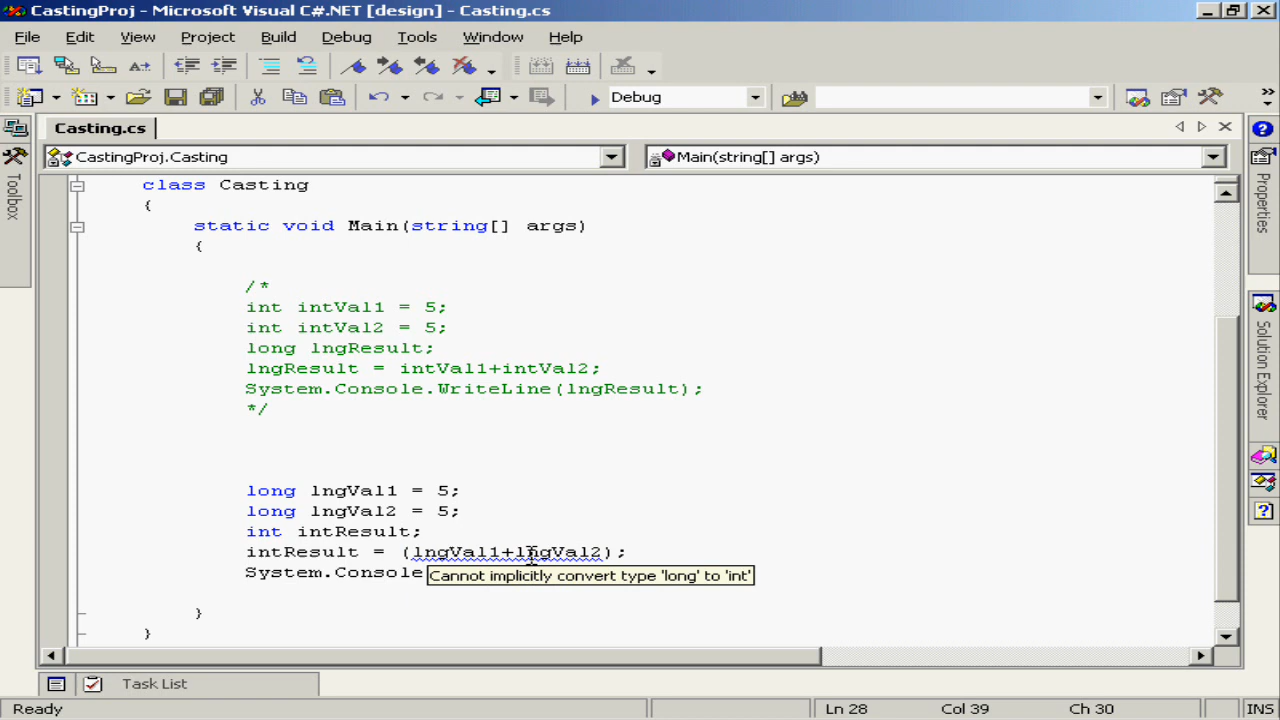 CastingProj - Microsoft Visual C#.NET [design] - Casting.cs
File Edit View Project Build Debug Tools Window Help
Debug
Casting.cs
CastingProj.Casting Main(string[] args)
Toolbox
Properties
Solution Explorer
class Casting
{
static void Main(string[] args)
{
/*
int intVal1 = 5;
int intVal2 = 5;
long lngResult;
lngResult = intVal1+intVal2;
System.Console.WriteLine(lngResult);
*/
long lngVal1 = 5;
long lngVal2 = 5;
int intResult;
intResult = (lngVal1+lngVal2);
System.Console
Cannot implicitly convert type 'long' to 'int'
}
}
Task List
Ready Ln 28 Col 39 Ch 30 INS